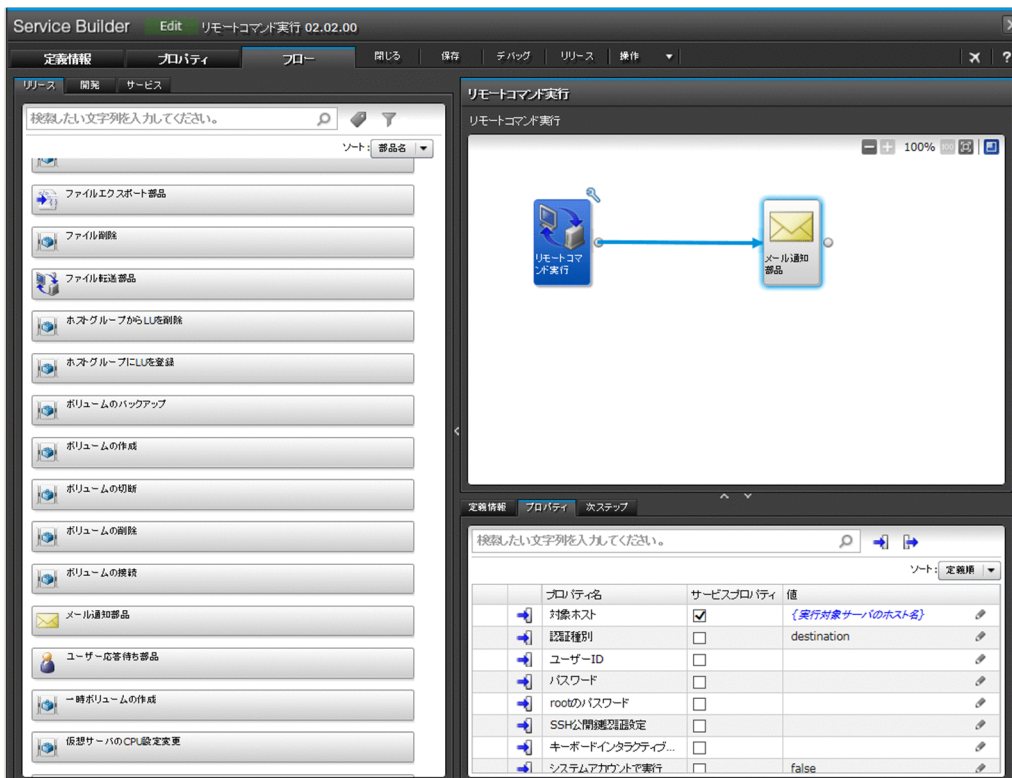 Service Builder Edit リモートコマンド実行 02.02.00
定義情報 プロパティ フロー 閉じる 保存 デバッグ リリース 操作
リリース 開発 サービス
検索したい文字列を入力してください。
ソート: 部品名
ファイルエクスポート部品
ファイル削除
ファイル転送部品
ホストグループからLUを削除
ホストグループにLUを登録
ボリュームのバックアップ
ボリュームの作成
ボリュームの切断
ボリュームの削除
ボリュームの接続
メール通知部品
ユーザー応答待ち部品
一時ボリュームの作成
仮想サーバのCPU設定変更
リモートコマンド実行
リモートコマンド実行
100% 100
リモートコマ
ンド実行
メール通知
部品
定義情報 プロパティ 次ステップ
検索したい文字列を入力してください。
ソート: 定義順
プロパティ名 サービスプロパティ 値
対象ホスト {実行対象サーバのホスト名}
認証種別 destination
ユーザーID
パスワード
rootのパスワード
SSH公開鍵認証設定
キーボードインタラクティブ...
システムアカウントで実行 false